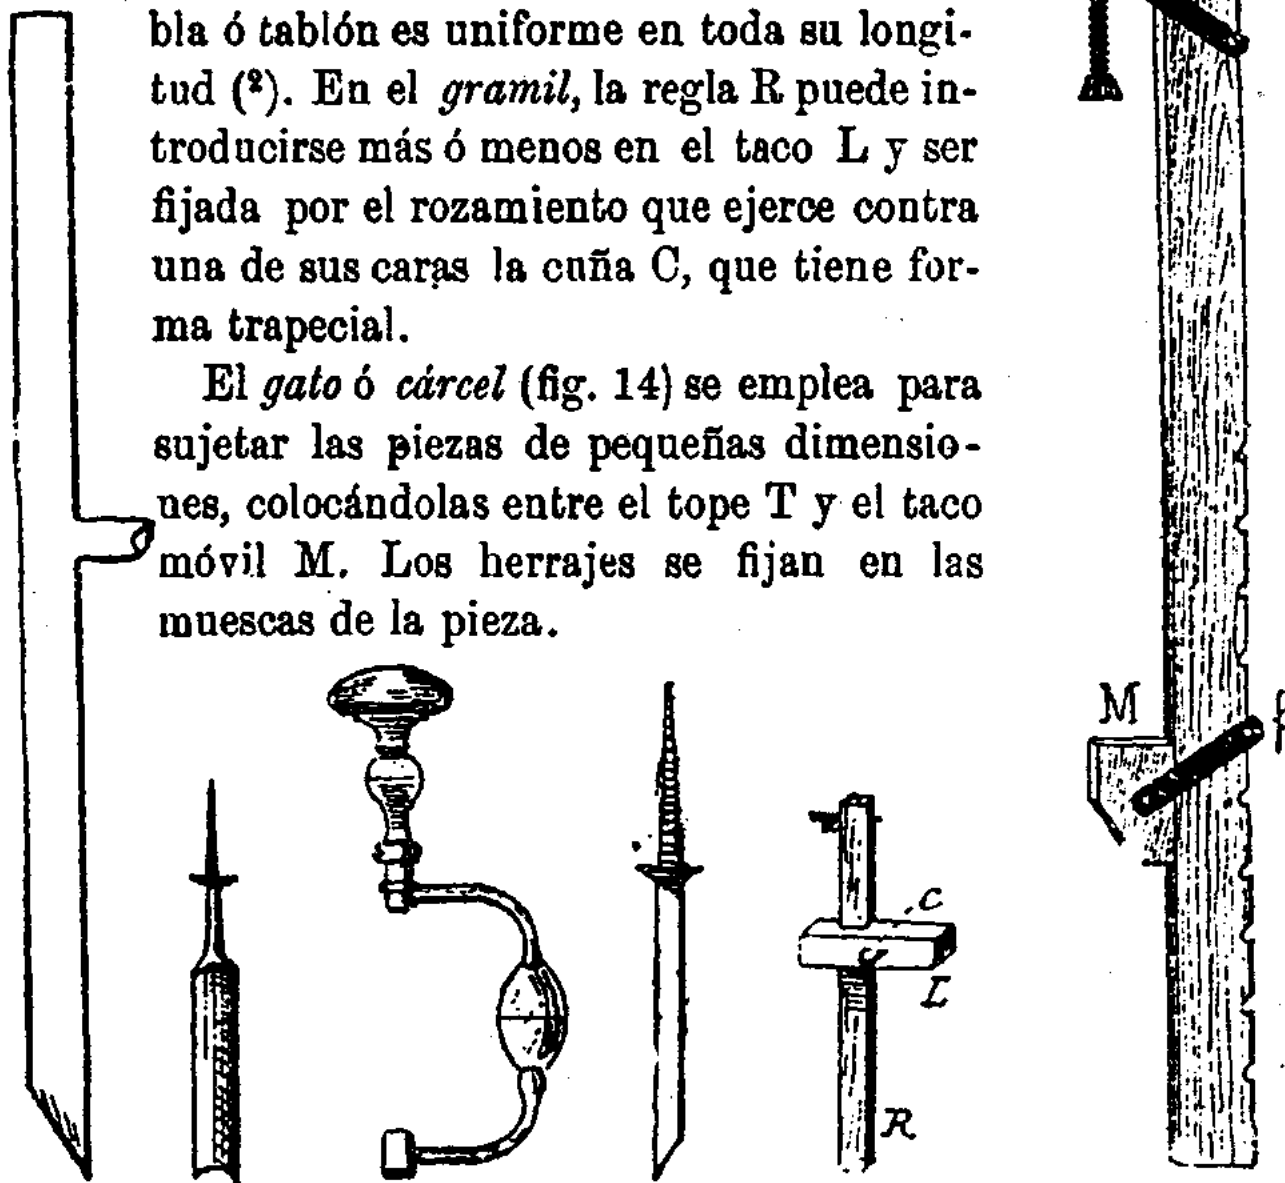 bla ó tablón es uniforme en toda su longi-
tud (²). En el gramil, la regla R puede in-
troducirse más ó menos en el taco L y ser
fijada por el rozamiento que ejerce contra
una de sus caras la cuña C, que tiene for-
ma trapecial.
El gato ó cárcel (fig. 14) se emplea para
sujetar las piezas de pequeñas dimensio-
nes, colocándolas entre el tope T y el taco
móvil M. Los herrajes se fijan en las
muescas de la pieza.
M
C
L
R